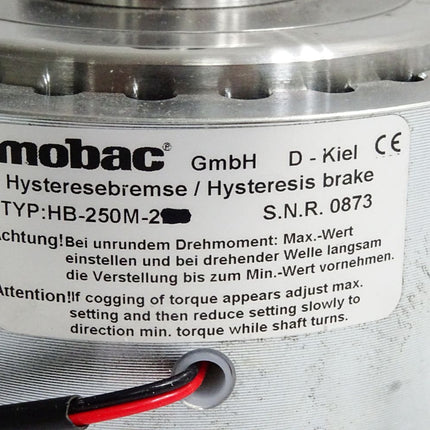 mobac® GmbH D - Kiel CE
Hysteresebremse / Hysteresis brake
TYP:HB-250M-2 S.N.R. 0873
Achtung!Bei unrundem Drehmoment: Max.-Wert
einstellen und bei drehender Welle langsam
die Verstellung bis zum Min.-Wert vornehmen.
Attention!If cogging of torque appears adjust max.
setting and then reduce setting slowly to
direction min. torque while shaft turns.